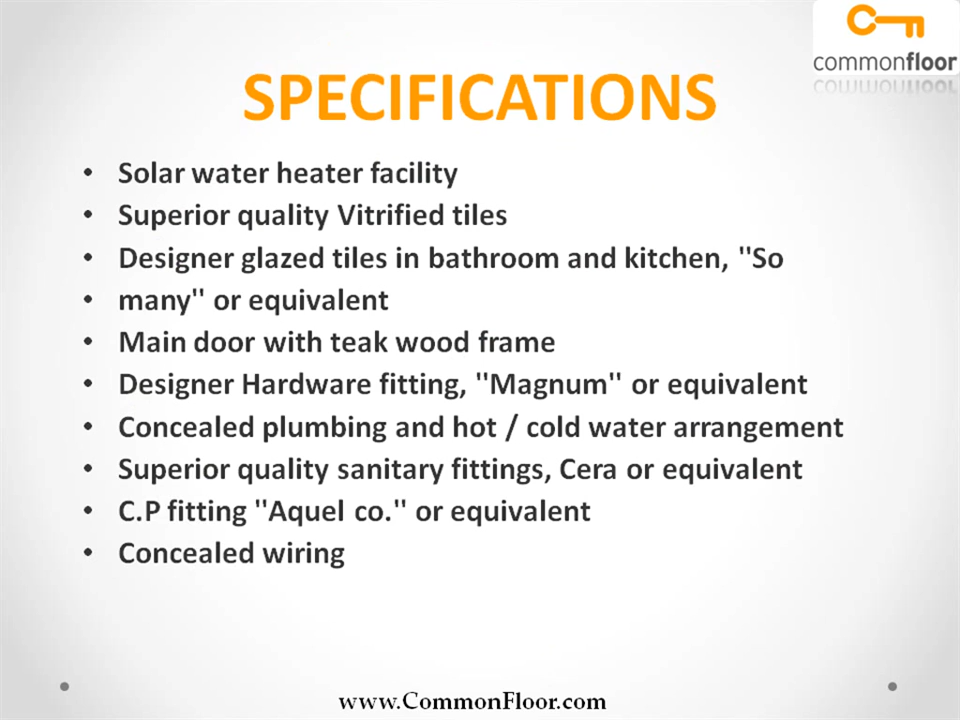 commonfloor
SPECIFICATIONS
• Solar water heater facility
• Superior quality Vitrified tiles
• Designer glazed tiles in bathroom and kitchen, "So
• many" or equivalent
• Main door with teak wood frame
• Designer Hardware fitting, "Magnum" or equivalent
• Concealed plumbing and hot / cold water arrangement
• Superior quality sanitary fittings, Cera or equivalent
• C.P fitting "Aquel co." or equivalent
• Concealed wiring
www.CommonFloor.com